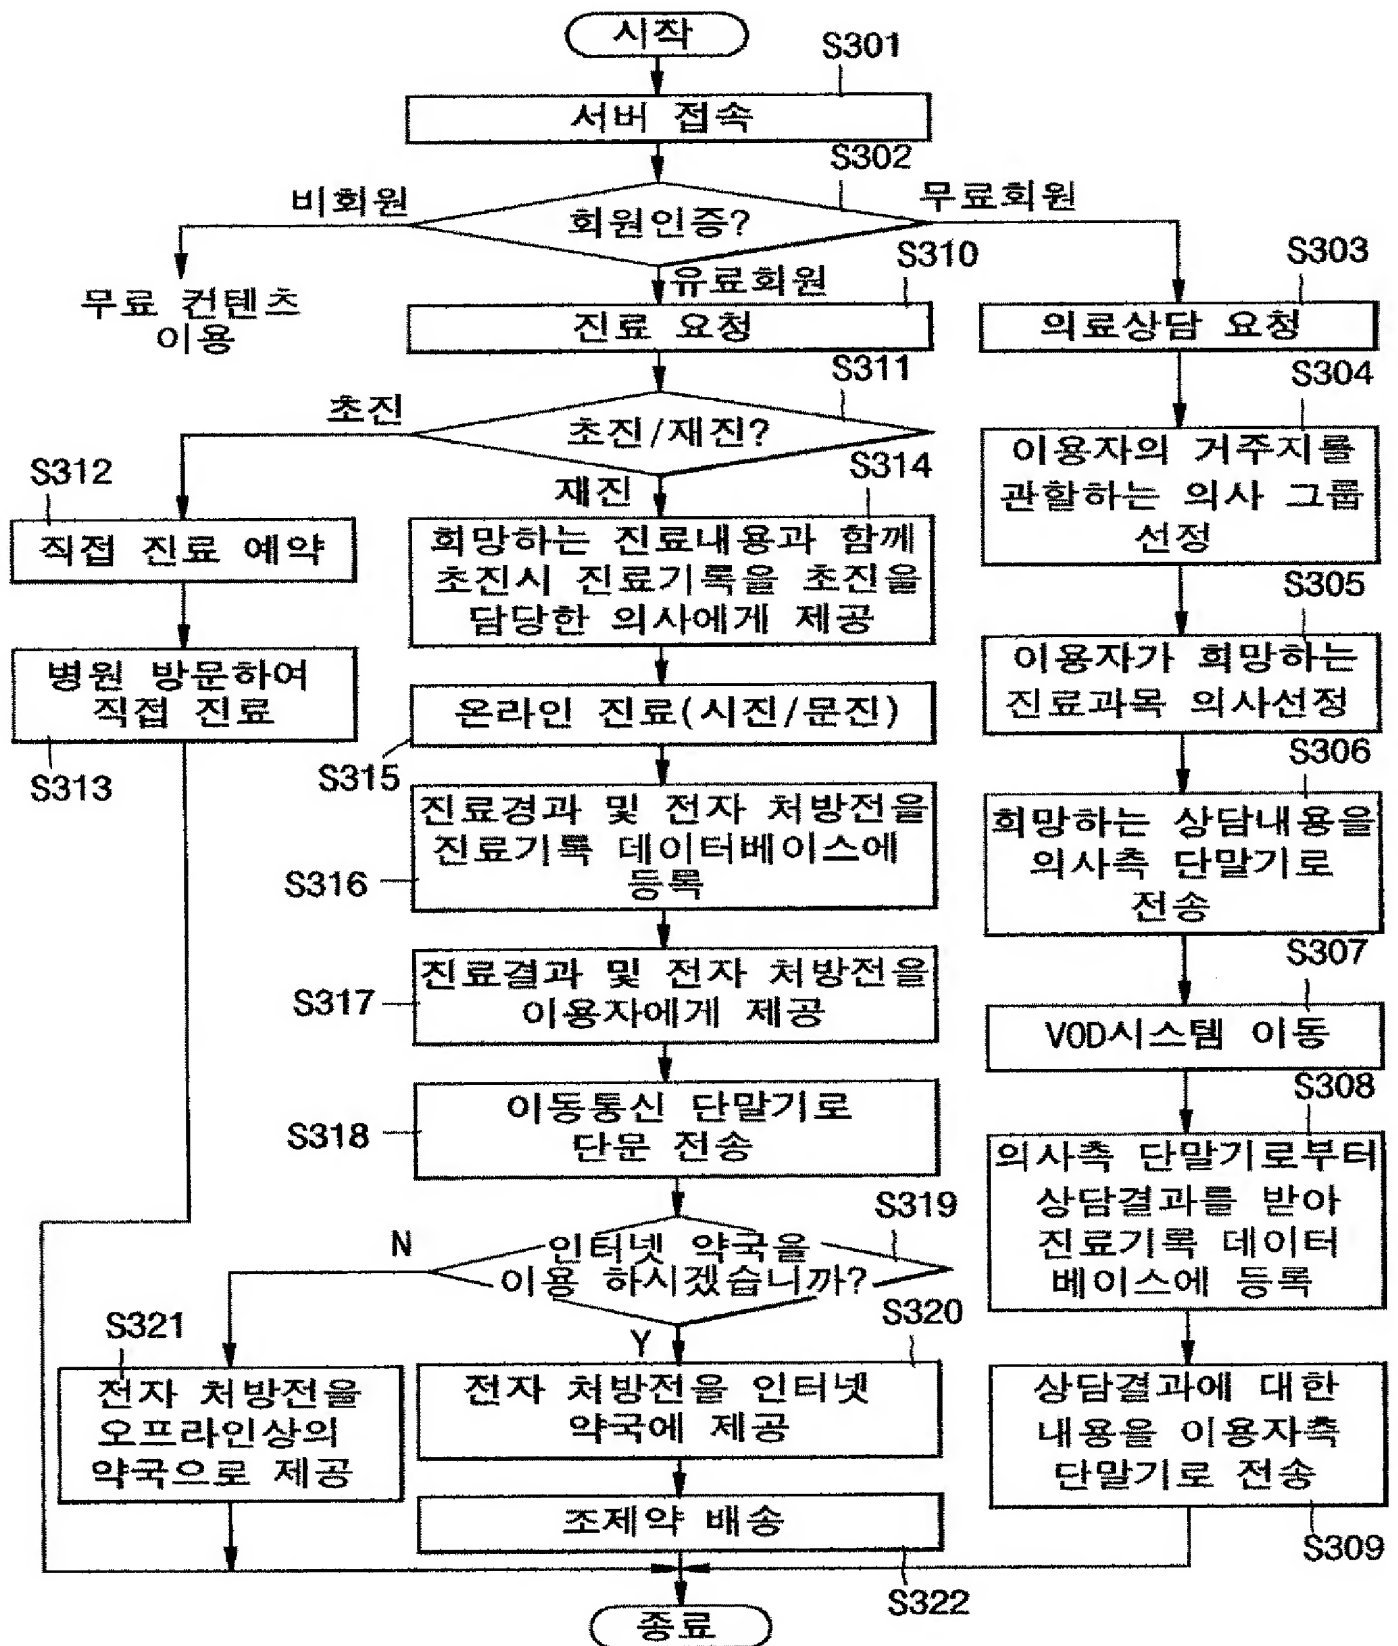 시작
S301
서버 접속
S302
비회원
회원인증?
무료회원
무료 컨텐츠
이용
유료회원
S310
진료 요청
S303
의료상담 요청
S311
초진
초진/재진?
S304
이용자의 거주지를
관할하는 의사 그룹
선정
S312
직접 진료 예약
재진
S314
희망하는 진료내용과 함께
초진시 진료기록을 초진을
담당한 의사에게 제공
S305
이용자가 희망하는
진료과목 의사선정
병원 방문하여
직접 진료
S313
온라인 진료(시진/문진)
S315
S306
희망하는 상담내용을
의사측 단말기로
전송
진료경과 및 전자 처방전을
진료기록 데이터베이스에
등록
S316
S307
VOD시스템 이동
진료결과 및 전자 처방전을
이용자에게 제공
S317
S308
의사측 단말기로부터
상담결과를 받아
진료기록 데이터
베이스에 등록
이동통신 단말기로
단문 전송
S318
S319
N
인터넷 약국을
이용 하시겠습니까?
Y
S320
S321
전자 처방전을
오프라인상의
약국으로 제공
전자 처방전을 인터넷
약국에 제공
상담결과에 대한
내용을 이용자측
단말기로 전송
S309
조제약 배송
S322
종료